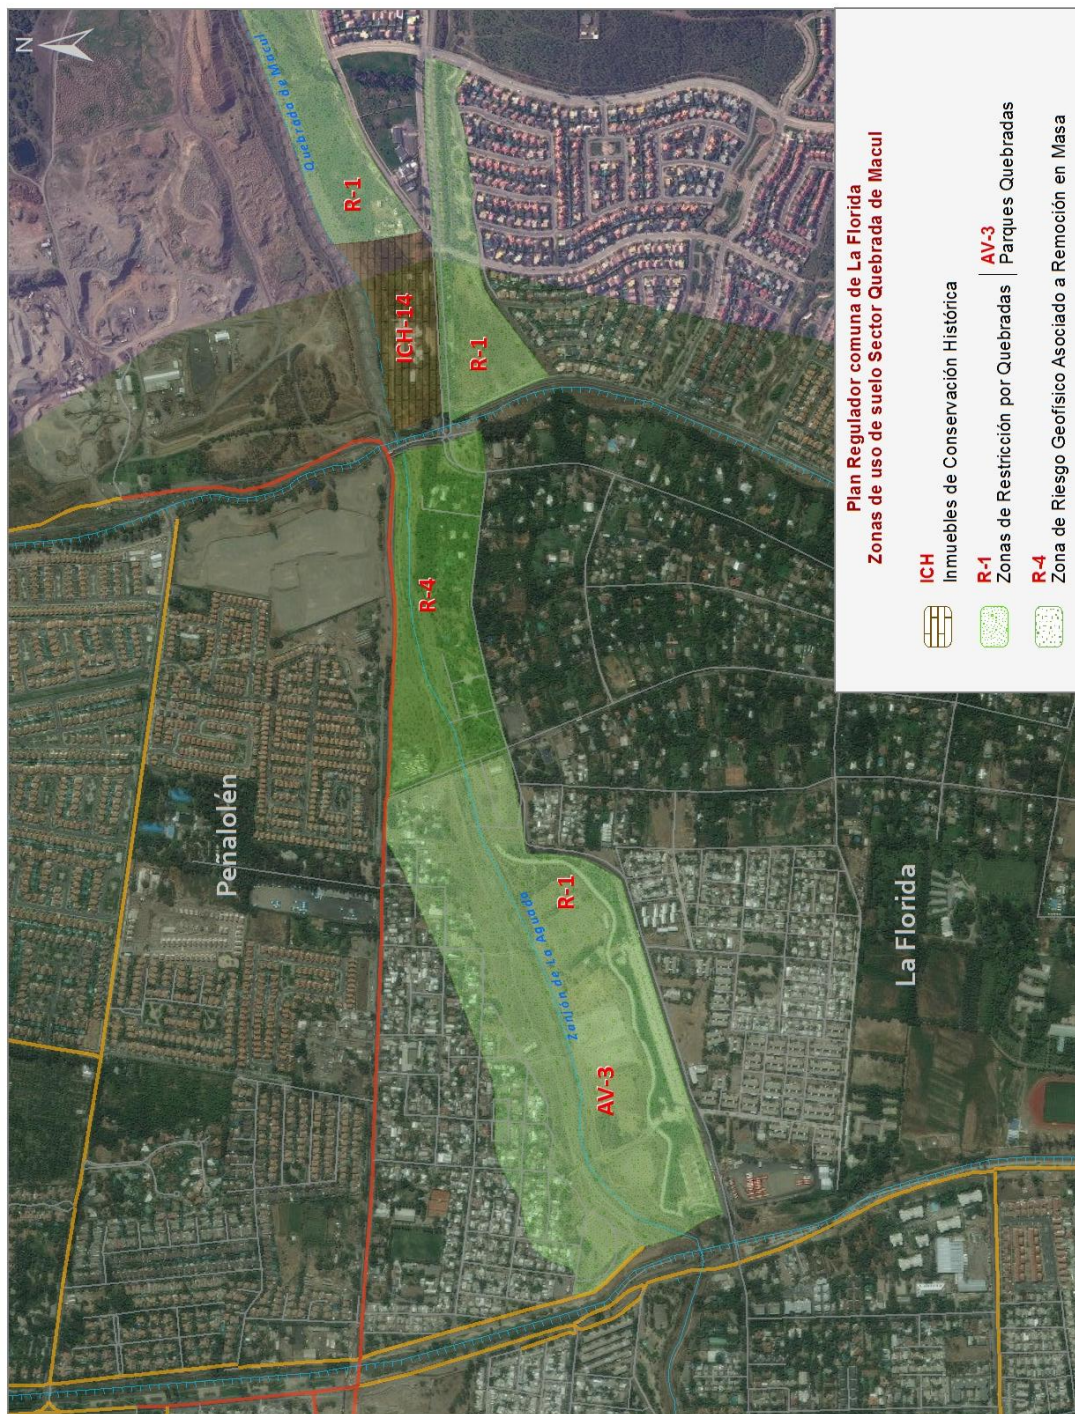 N
Quebrada de Macul
R-1
ICH-14
R-1
R-4
Peñalolén
R-1
Zanjón de La Aguada
AV-3
La Florida
Plan Regulador comuna de La Florida
Zonas de uso de suelo Sector Quebrada de Macul
ICH
Inmuebles de Conservación Histórica
R-1
Zonas de Restricción por Quebradas
AV-3
Parques Quebradas
R-4
Zona de Riesgo Geofísico Asociado a Remoción en Masa